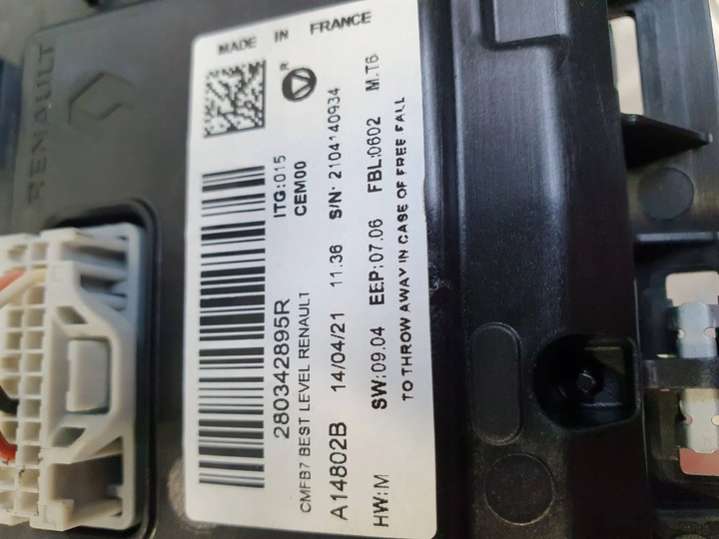 RENAULT
MADE IN FRANCE
®
ITG:015
CEM00
280342895R
CMFB7 BEST LEVEL RENAULT
A14802B 14/04/21 11.36 S/N: 2104140934
HW:M SW:09.04 EEP:07.06 FBL:0602 M.T6
TO THROW AWAY IN CASE OF FREE FALL